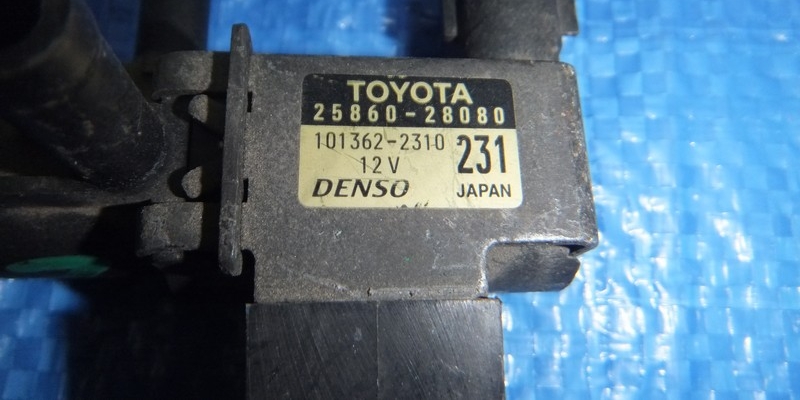 TOYOTA
25860-28080
101362-2310
12V
231
DENSO
JAPAN